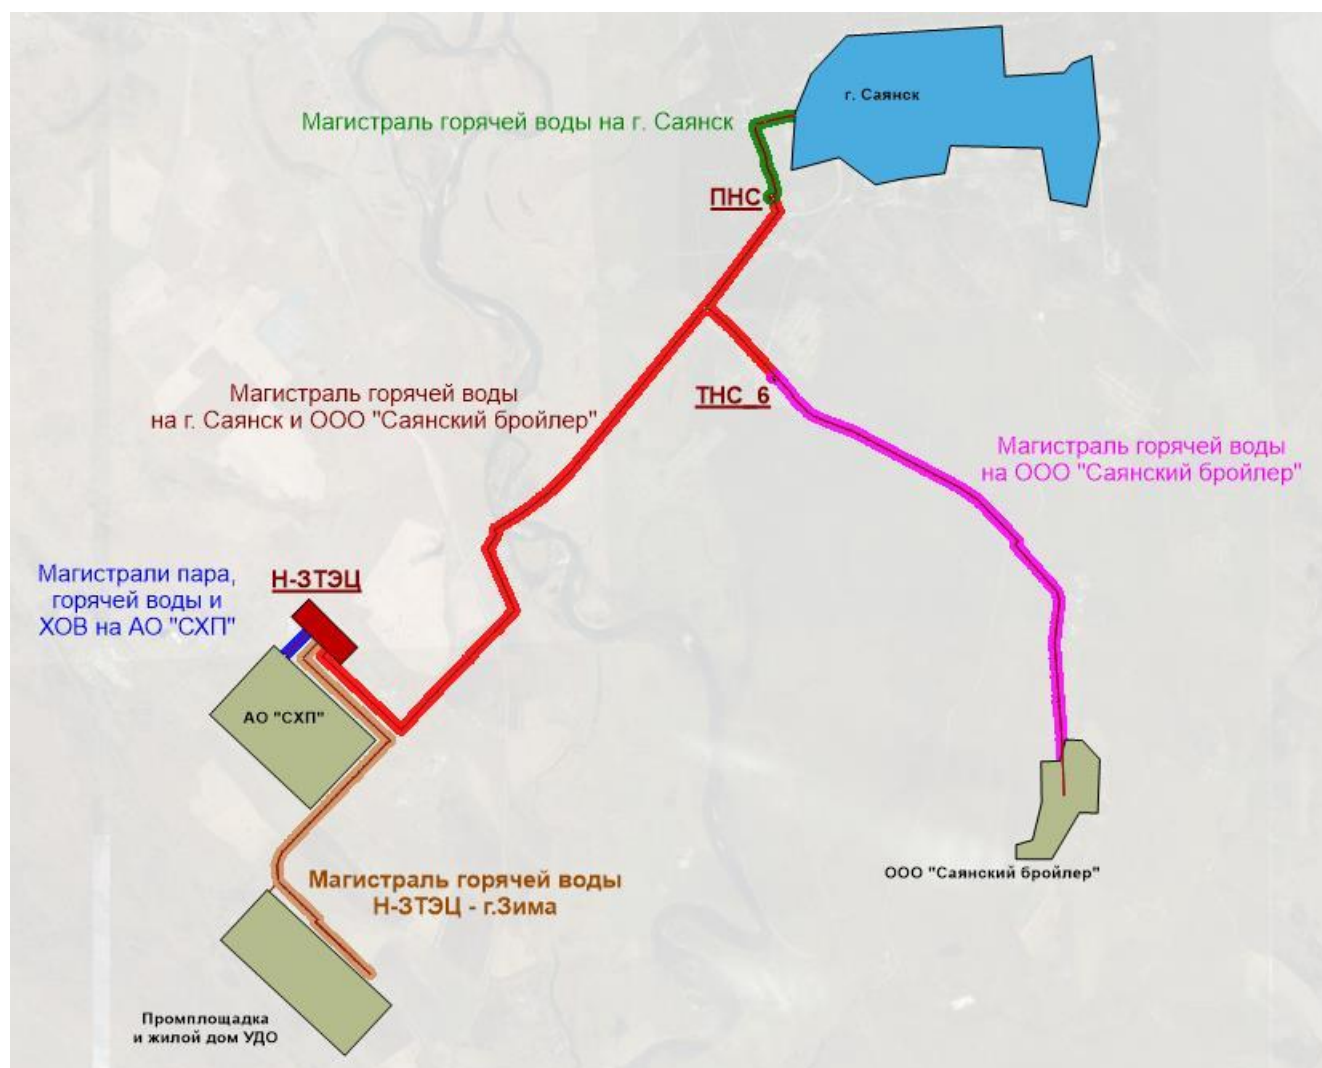 г. Саянск
Магистраль горячей воды на г. Саянск
ПНС
Магистраль горячей воды
на г. Саянск и ООО "Саянский бройлер"
ТНС_6
Магистраль горячей воды
на ООО "Саянский бройлер"
Магистрали пара,
горячей воды и
ХОВ на АО "СХП"
Н-ЗТЭЦ
АО "СХП"
ООО "Саянский бройлер"
Магистраль горячей воды
Н-ЗТЭЦ - г.Зима
Промплощадка
и жилой дом УДО